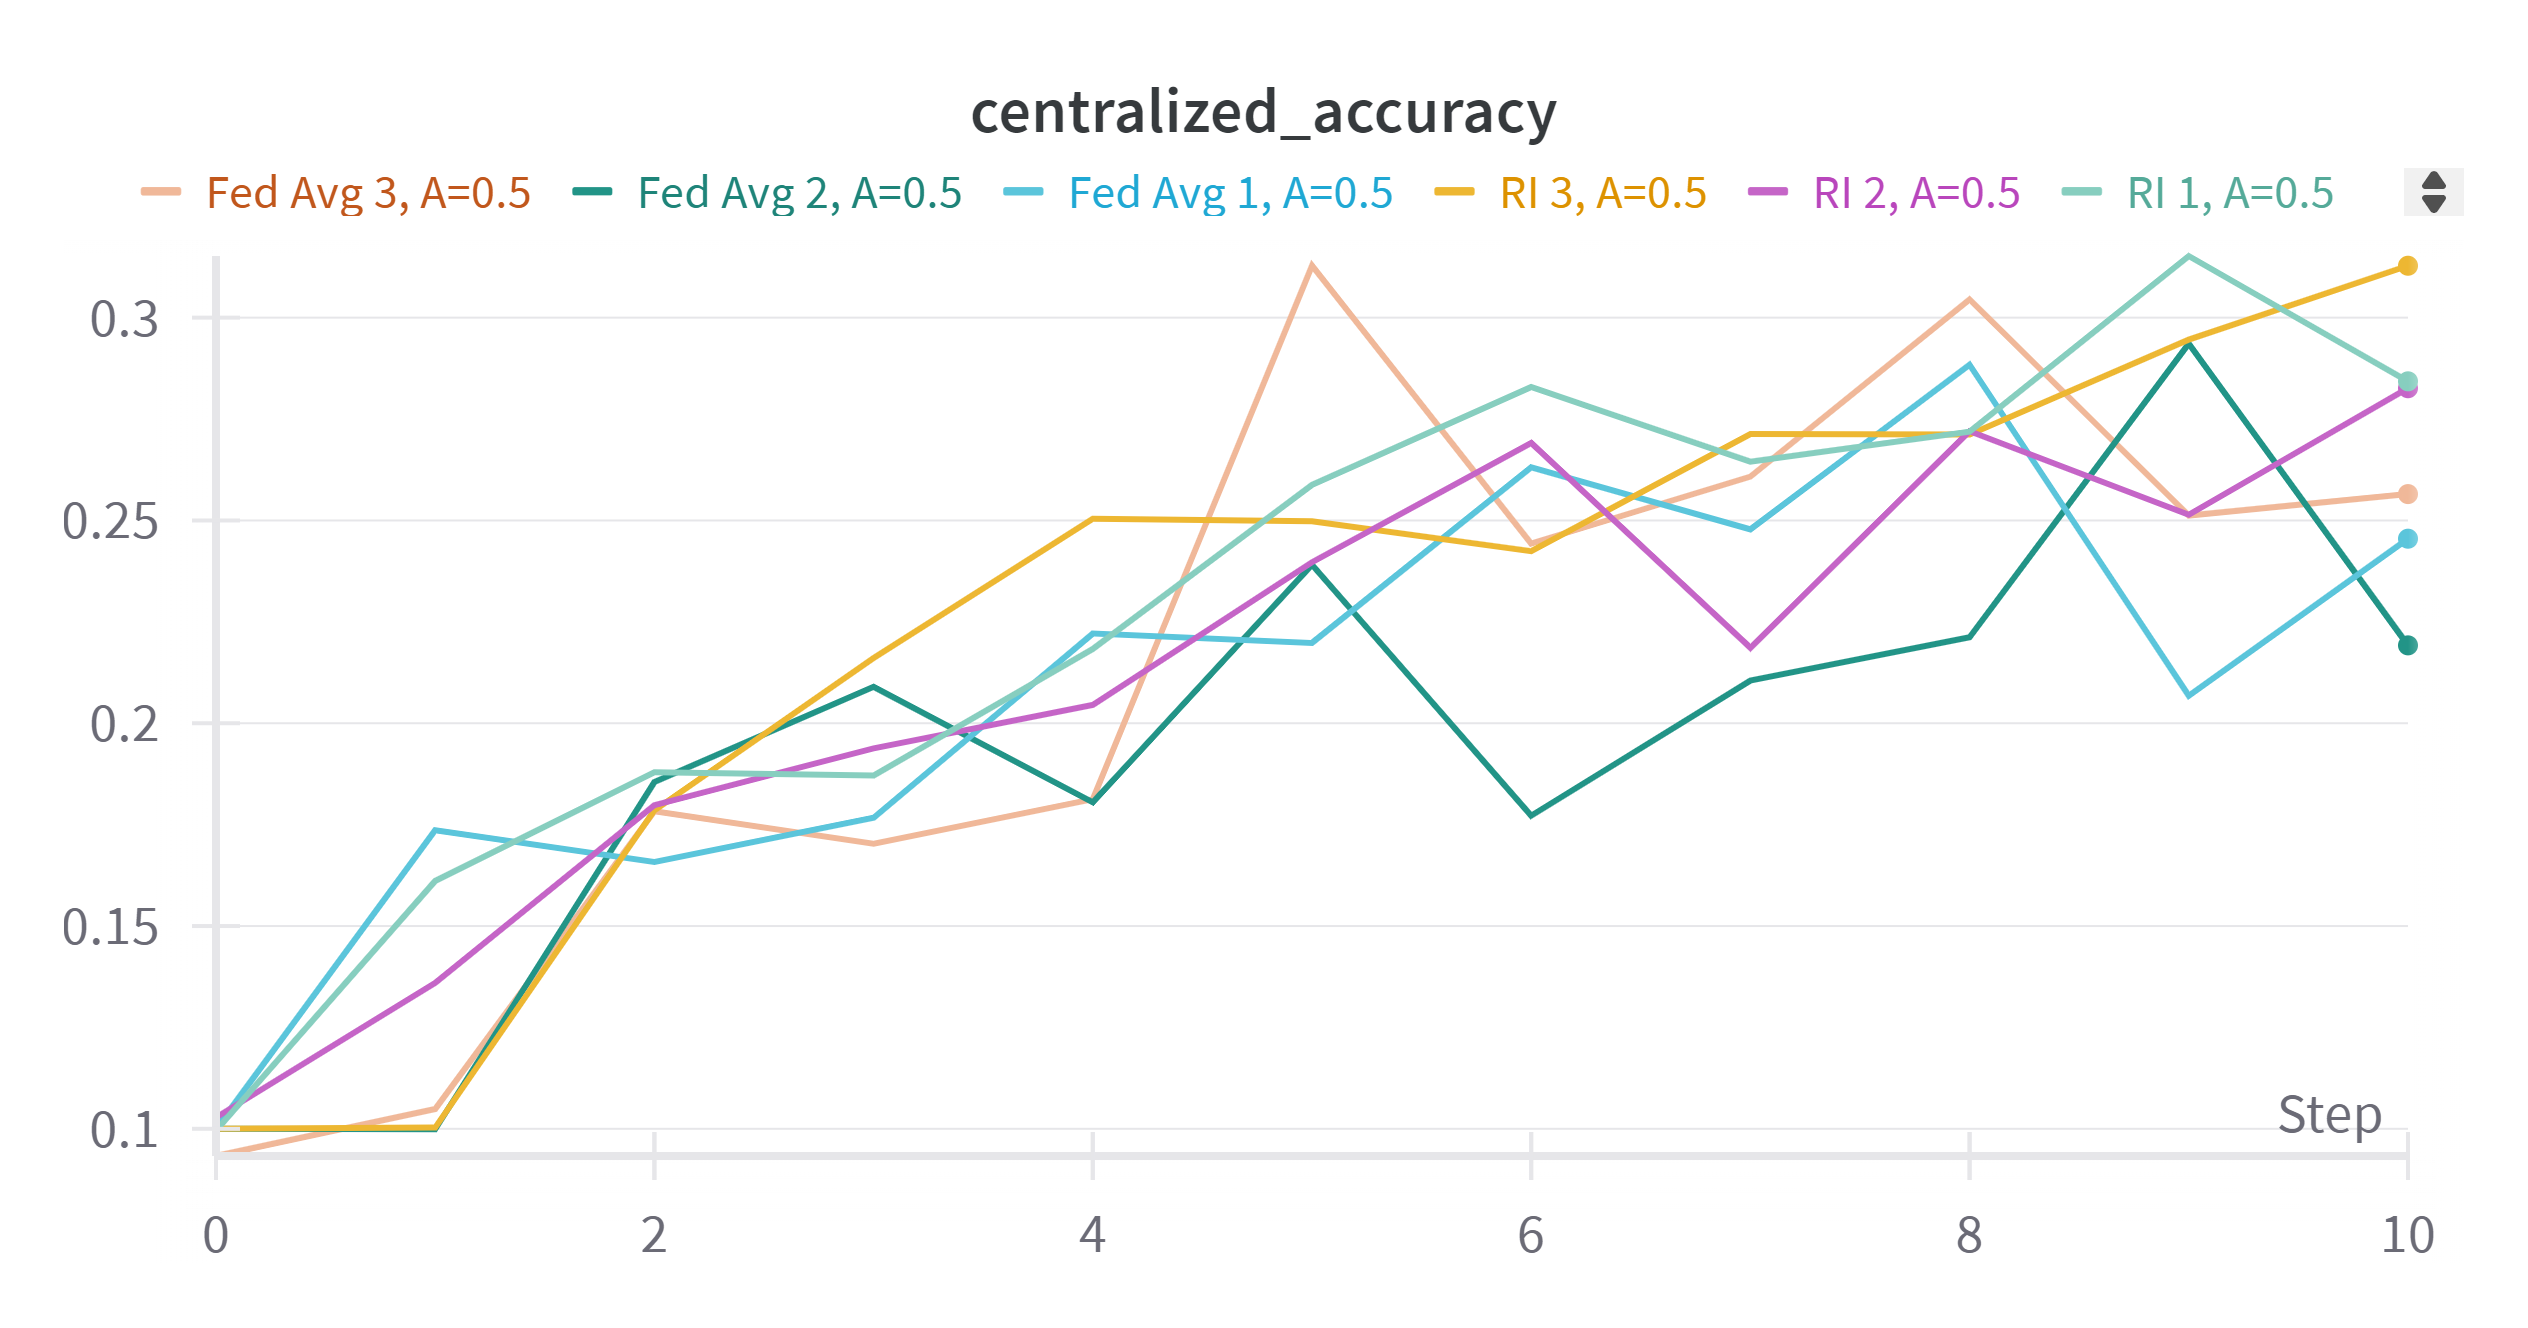 centralized_accuracy
Fed Avg 3, A=0.5 Fed Avg 2, A=0.5 Fed Avg 1, A=0.5 RI 3, A=0.5 RI 2, A=0.5 RI 1, A=0.5
0.3
0.25
0.2
0.15
0.1
Step
0 2 4 6 8 10